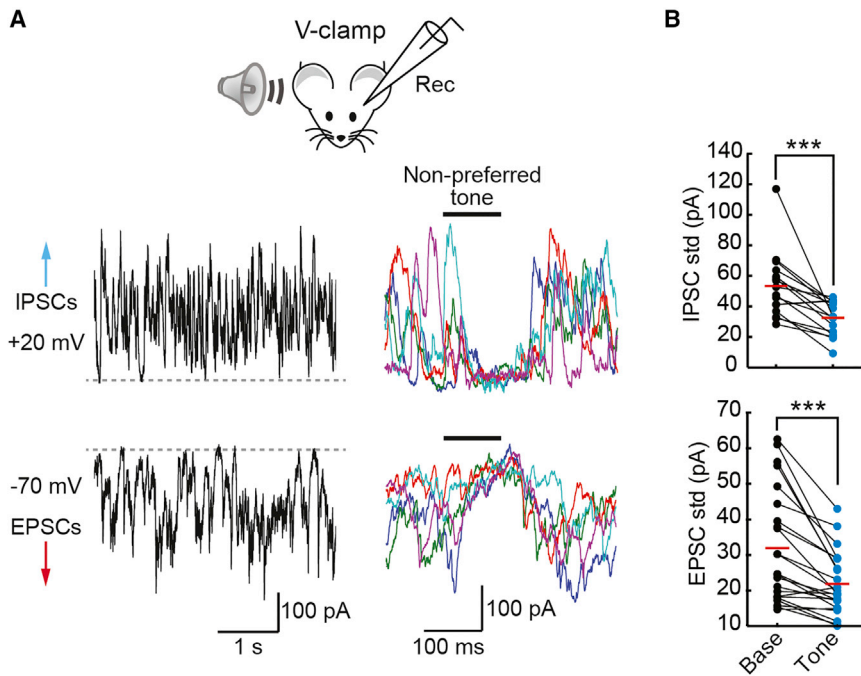 A
V-clamp
Rec
Non-preferred
tone
IPSCs
+20 mV
-70 mV
EPSCs
100 pA
1 s
100 pA
100 ms
B
***
IPSC std (pA)
140
120
100
80
60
40
20
0
***
EPSC std (pA)
70
60
50
40
30
20
10
Base
Tone